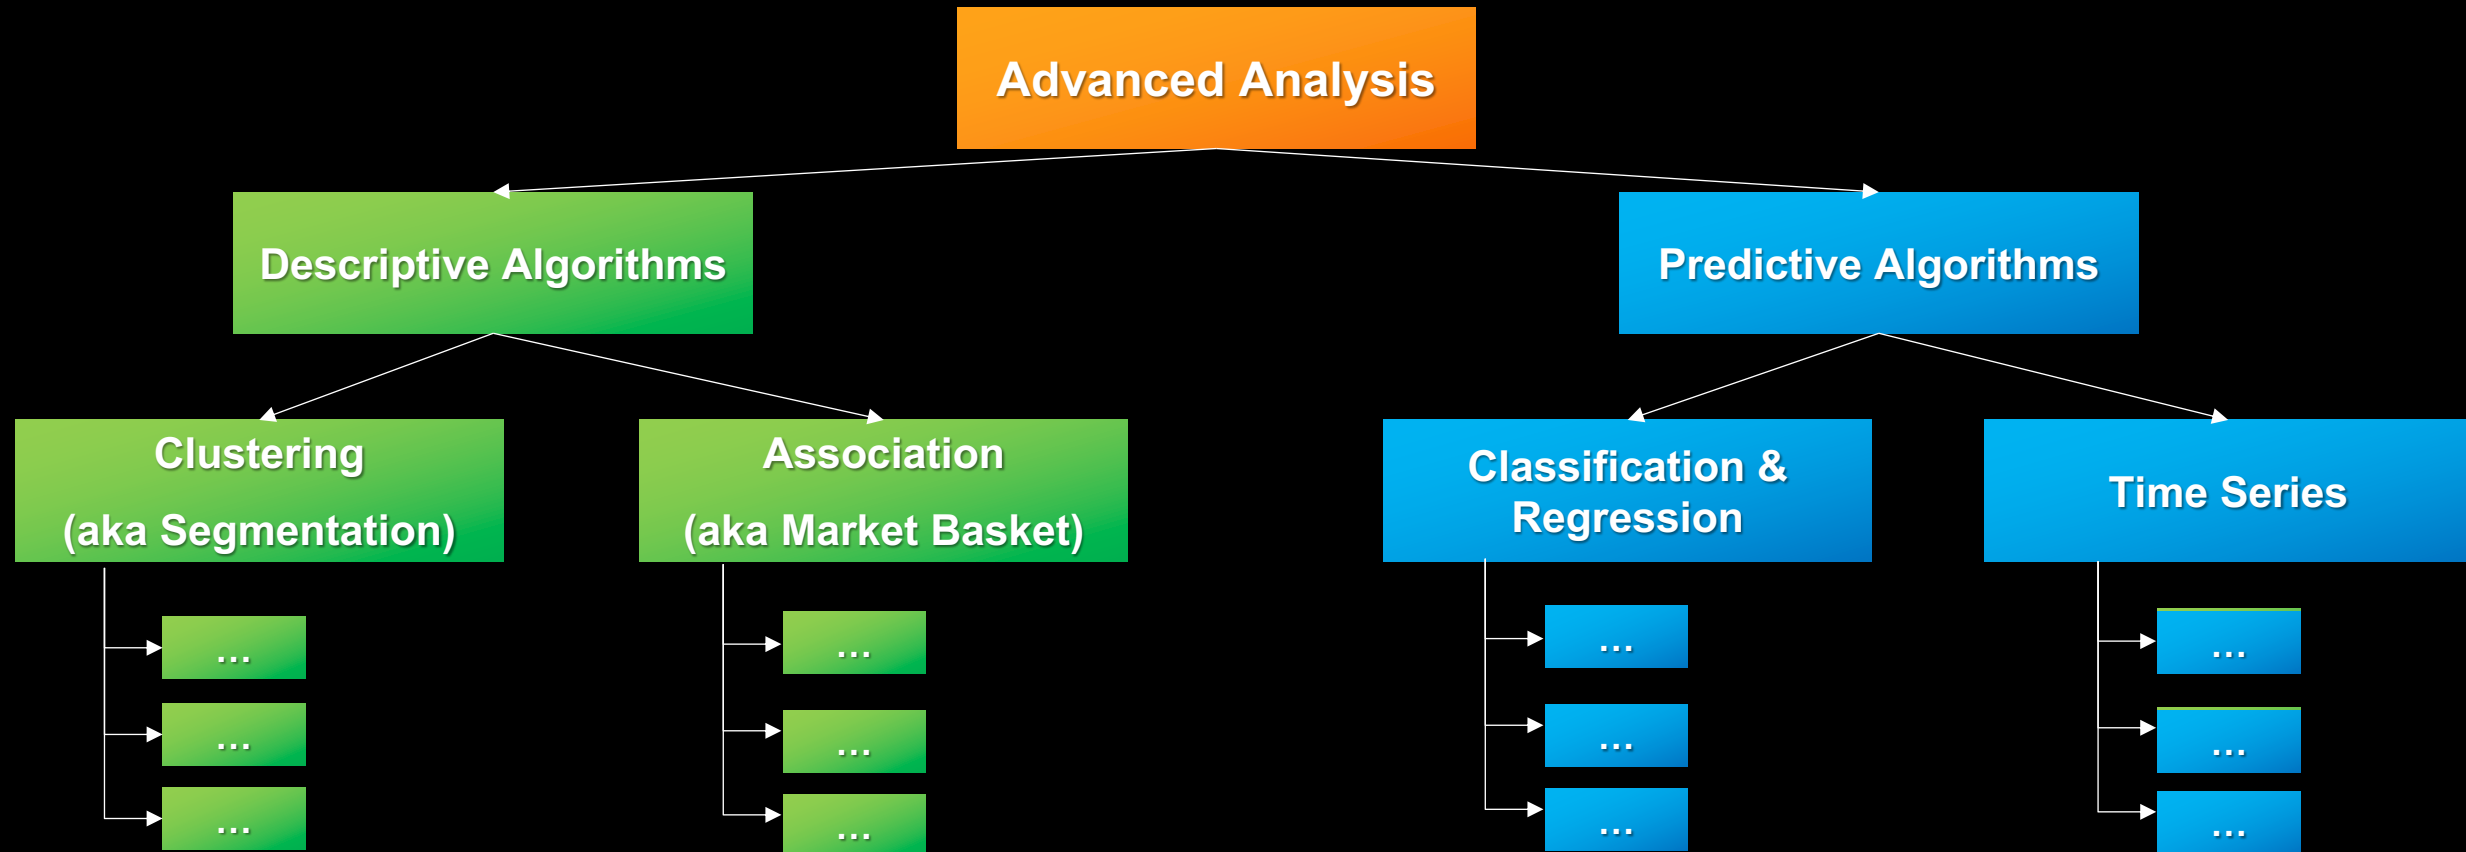 Advanced Analysis
Descriptive Algorithms
Predictive Algorithms
Clustering
(aka Segmentation)
Association
(aka Market Basket)
Classification &
Regression
Time Series
...
...
...
...
...
...
...
...
...
...
...
...